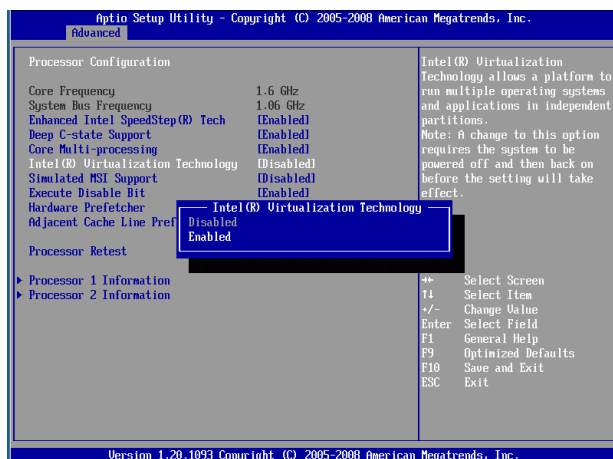 Aptio Setup Utility - Copyright (C) 2005-2008 American Megatrends, Inc.
Advanced
Processor Configuration
Core Frequency 1.6 GHz
System Bus Frequency 1.06 GHz
Enhanced Intel SpeedStep(R) Tech [Enabled]
Deep C-state Support [Enabled]
Core Multi-processing [Enabled]
Intel(R) Virtualization Technology [Disabled]
Simulated MSI Support [Disabled]
Execute Disable Bit [Enabled]
Hardware Prefetcher
Adjacent Cache Line Pref
Intel(R) Virtualization Technology
Disabled
Enabled
Processor Retest
Processor 1 Information
Processor 2 Information
Intel(R) Virtualization
Technology allows a platform to
run multiple operating systems
and applications in independent
partitions.
Note: A change to this option
requires the system to be
powered off and then back on
before the setting will take
effect.
→← Select Screen
↑↓ Select Item
+/- Change Value
Enter Select Field
F1 General Help
F9 Optimized Defaults
F10 Save and Exit
ESC Exit
Version 1.20.1093 Copyright (C) 2005-2008 American Megatrends, Inc.